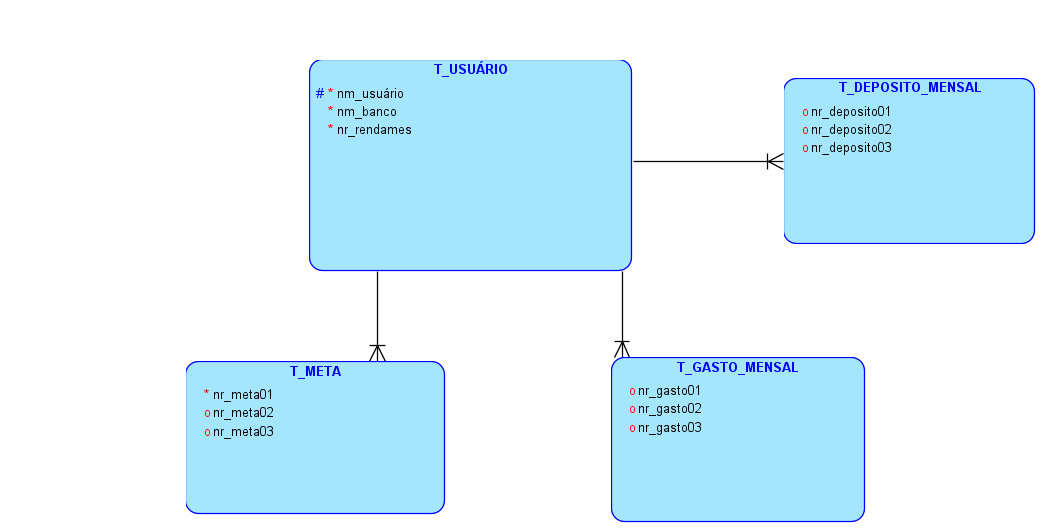 T_USUÁRIO
# * nm_usuário
* nm_banco
* nr_rendames
T_DEPOSITO_MENSAL
o nr_deposito01
o nr_deposito02
o nr_deposito03
T_META
* nr_meta01
o nr_meta02
o nr_meta03
T_GASTO_MENSAL
o nr_gasto01
o nr_gasto02
o nr_gasto03